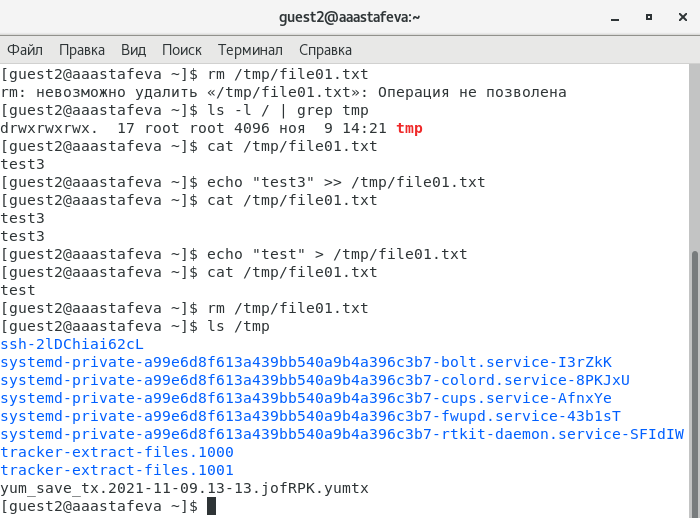 guest2@aaastafeva:~
Файл Правка Вид Поиск Терминал Справка
[guest2@aaastafeva ~]$ rm /tmp/file01.txt
rm: невозможно удалить «/tmp/file01.txt»: Операция не позволена
[guest2@aaastafeva ~]$ ls -l / | grep tmp
drwxrwxrwx.  17 root root 4096 ноя  9 14:21 tmp
[guest2@aaastafeva ~]$ cat /tmp/file01.txt
test3
[guest2@aaastafeva ~]$ echo "test3" >> /tmp/file01.txt
[guest2@aaastafeva ~]$ cat /tmp/file01.txt
test3
test3
[guest2@aaastafeva ~]$ echo "test" > /tmp/file01.txt
[guest2@aaastafeva ~]$ cat /tmp/file01.txt
test
[guest2@aaastafeva ~]$ rm /tmp/file01.txt
[guest2@aaastafeva ~]$ ls /tmp
ssh-2lDChiai62cL
systemd-private-a99e6d8f613a439bb540a9b4a396c3b7-bolt.service-I3rZkK
systemd-private-a99e6d8f613a439bb540a9b4a396c3b7-colord.service-8PKJxU
systemd-private-a99e6d8f613a439bb540a9b4a396c3b7-cups.service-AfnxYe
systemd-private-a99e6d8f613a439bb540a9b4a396c3b7-fwupd.service-43b1sT
systemd-private-a99e6d8f613a439bb540a9b4a396c3b7-rtkit-daemon.service-SFIdIW
tracker-extract-files.1000
tracker-extract-files.1001
yum_save_tx.2021-11-09.13-13.jofRPK.yumtx
[guest2@aaastafeva ~]$